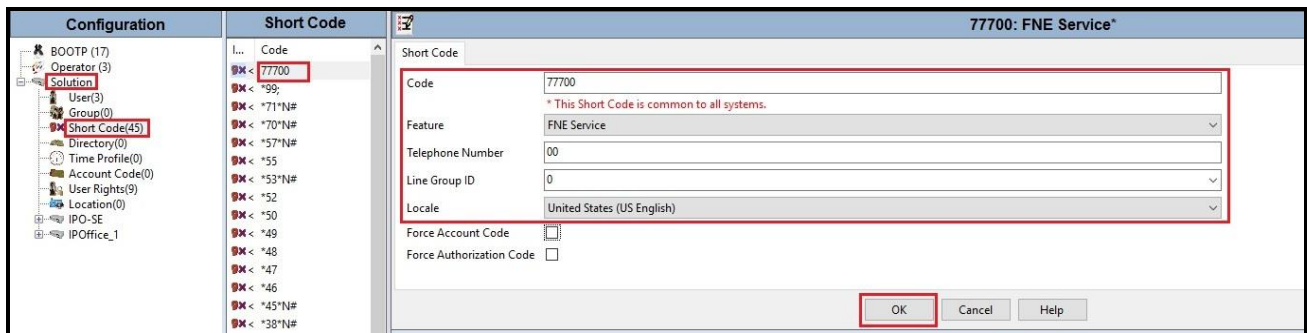 Configuration
BOOTP (17)
Operator (3)
Solution
User(3)
Group(0)
Short Code(45)
Directory(0)
Time Profile(0)
Account Code(0)
User Rights(9)
Location(0)
IPO-SE
IPOffice_1
Short Code
I... Code
77700
*99;
*71*N#
*70*N#
*57*N#
*55
*53*N#
*52
*50
*49
*48
*47
*46
*45*N#
*38*N#
77700: FNE Service*
Short Code
Code 77700
* This Short Code is common to all systems.
Feature FNE Service
Telephone Number 00
Line Group ID 0
Locale United States (US English)
Force Account Code
Force Authorization Code
OK Cancel Help